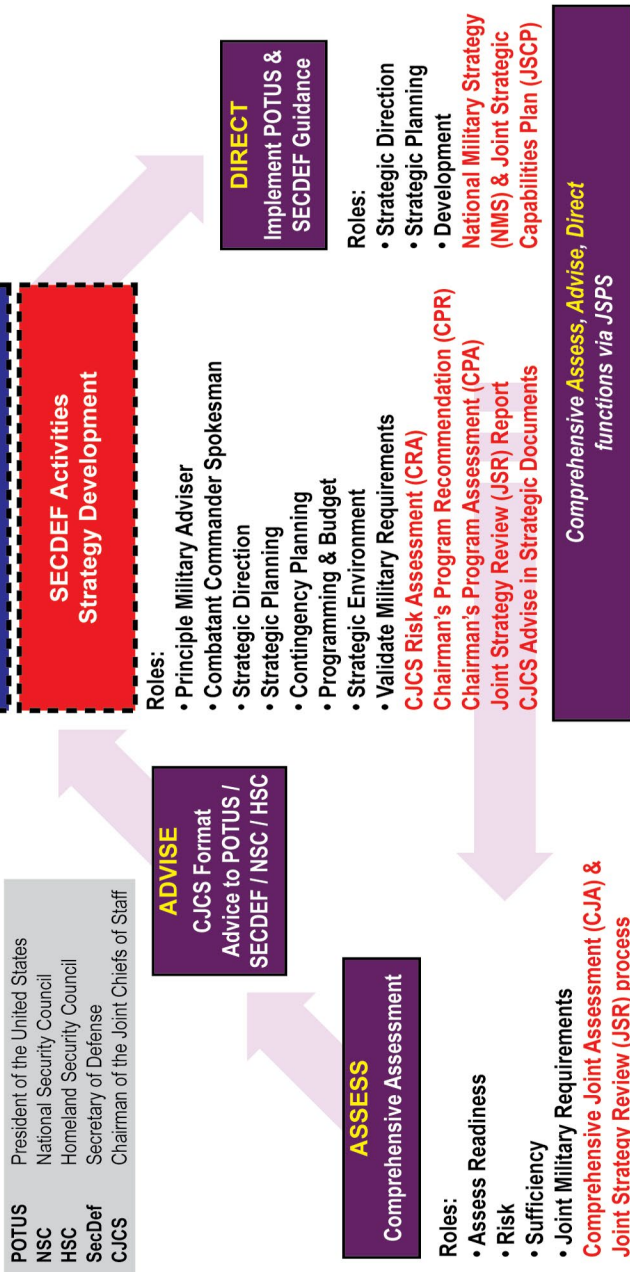 POTUS President of the United States
NSC National Security Council
HSC Homeland Security Council
SecDef Secretary of Defense
CJCS Chairman of the Joint Chiefs of Staff
SECDEF Activities
Strategy Development
ADVISE
CJCS Format
Advice to POTUS /
SECDEF / NSC / HSC
Roles:
• Principle Military Adviser
• Combatant Commander Spokesman
• Strategic Direction
• Strategic Planning
• Contingency Planning
• Programming & Budget
• Strategic Environment
• Validate Military Requirements
CJCS Risk Assessment (CRA)
Chairman's Program Recommendation (CPR)
Chairman's Program Assessment (CPA)
Joint Strategy Review (JSR) Report
CJCS Advise in Strategic Documents
DIRECT
Implement POTUS &
SECDEF Guidance
Roles:
• Strategic Direction
• Strategic Planning
• Development
National Military Strategy
(NMS) & Joint Strategic
Capabilities Plan (JSCP)
ASSESS
Comprehensive Assessment
Roles:
• Assess Readiness
• Risk
• Sufficiency
• Joint Military Requirements
Comprehensive Joint Assessment (CJA) &
Joint Strategy Review (JSR) process
Comprehensive Assess, Advise, Direct
functions via JSPS